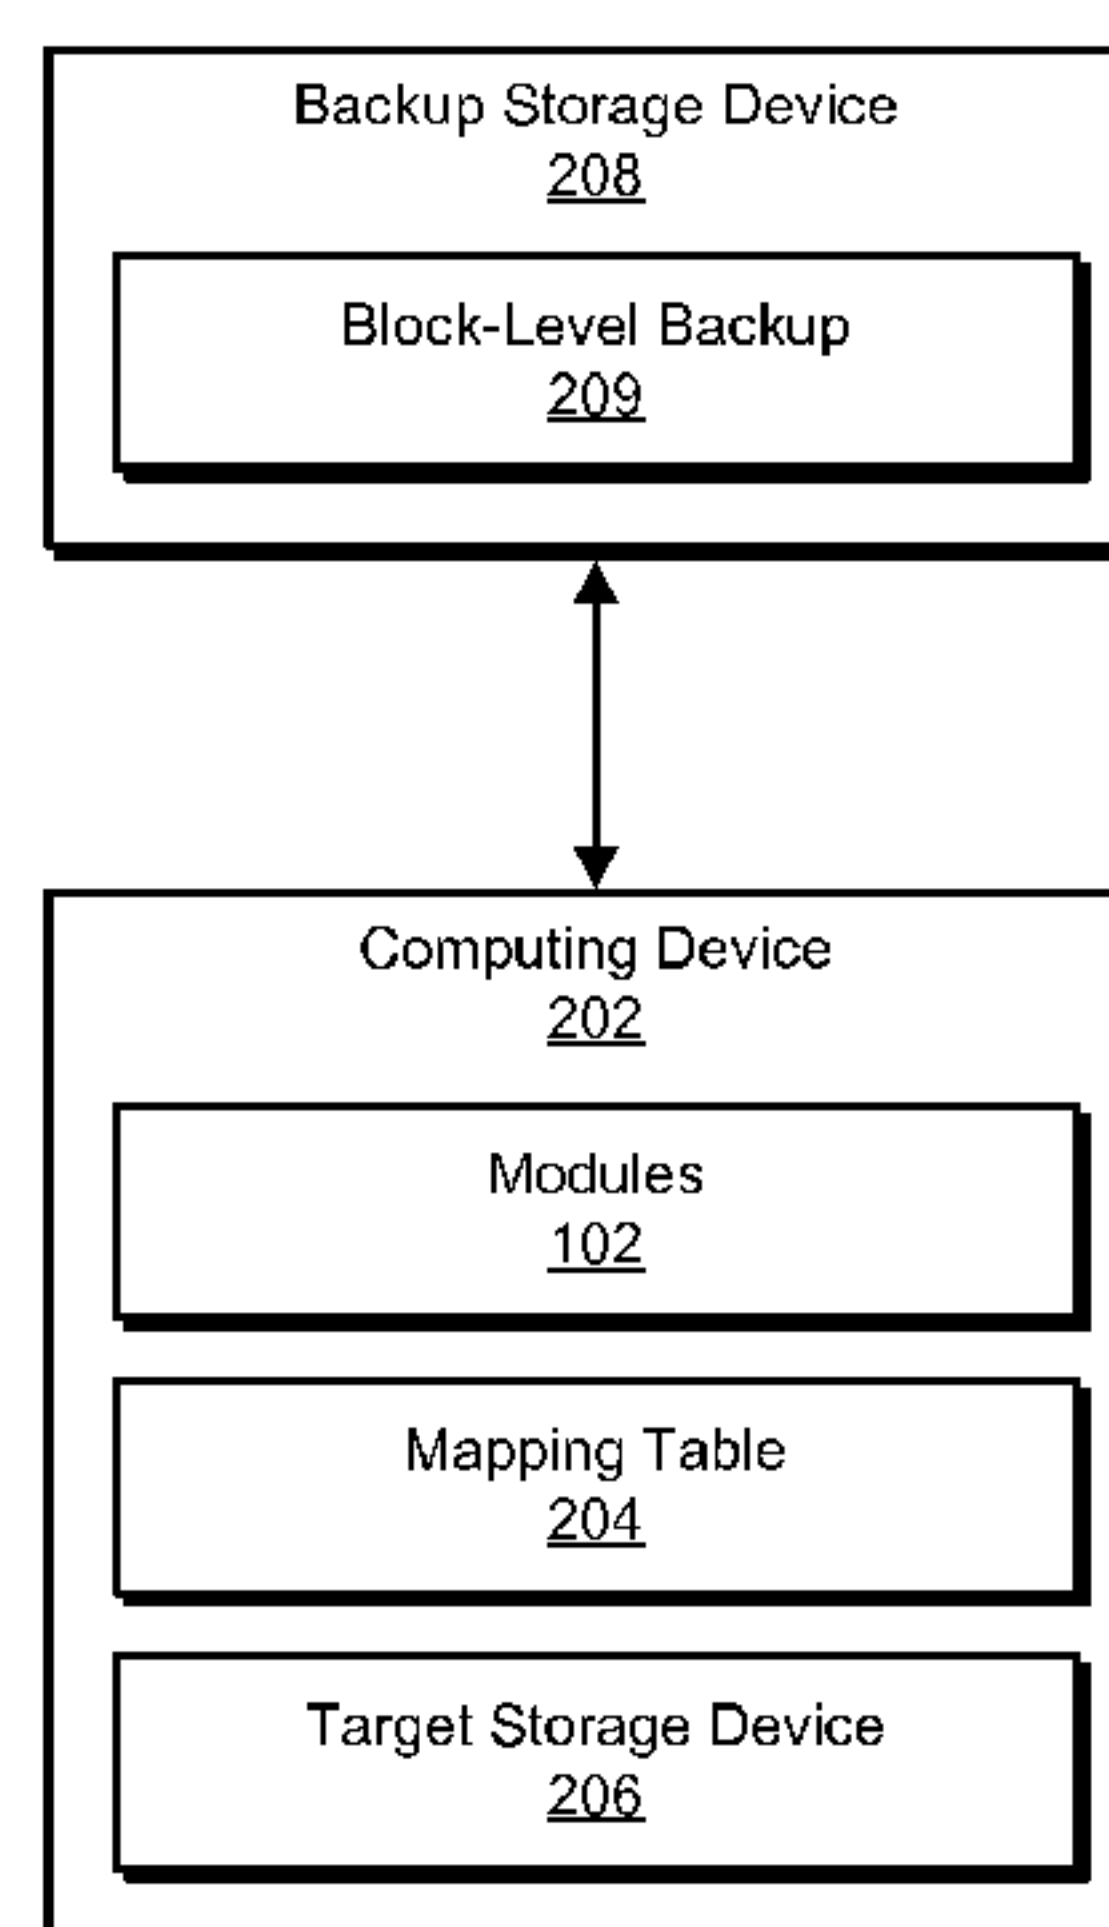 Backup Storage Device
208
Block-Level Backup
209
Computing Device
202
Modules
102
Mapping Table
204
Target Storage Device
206